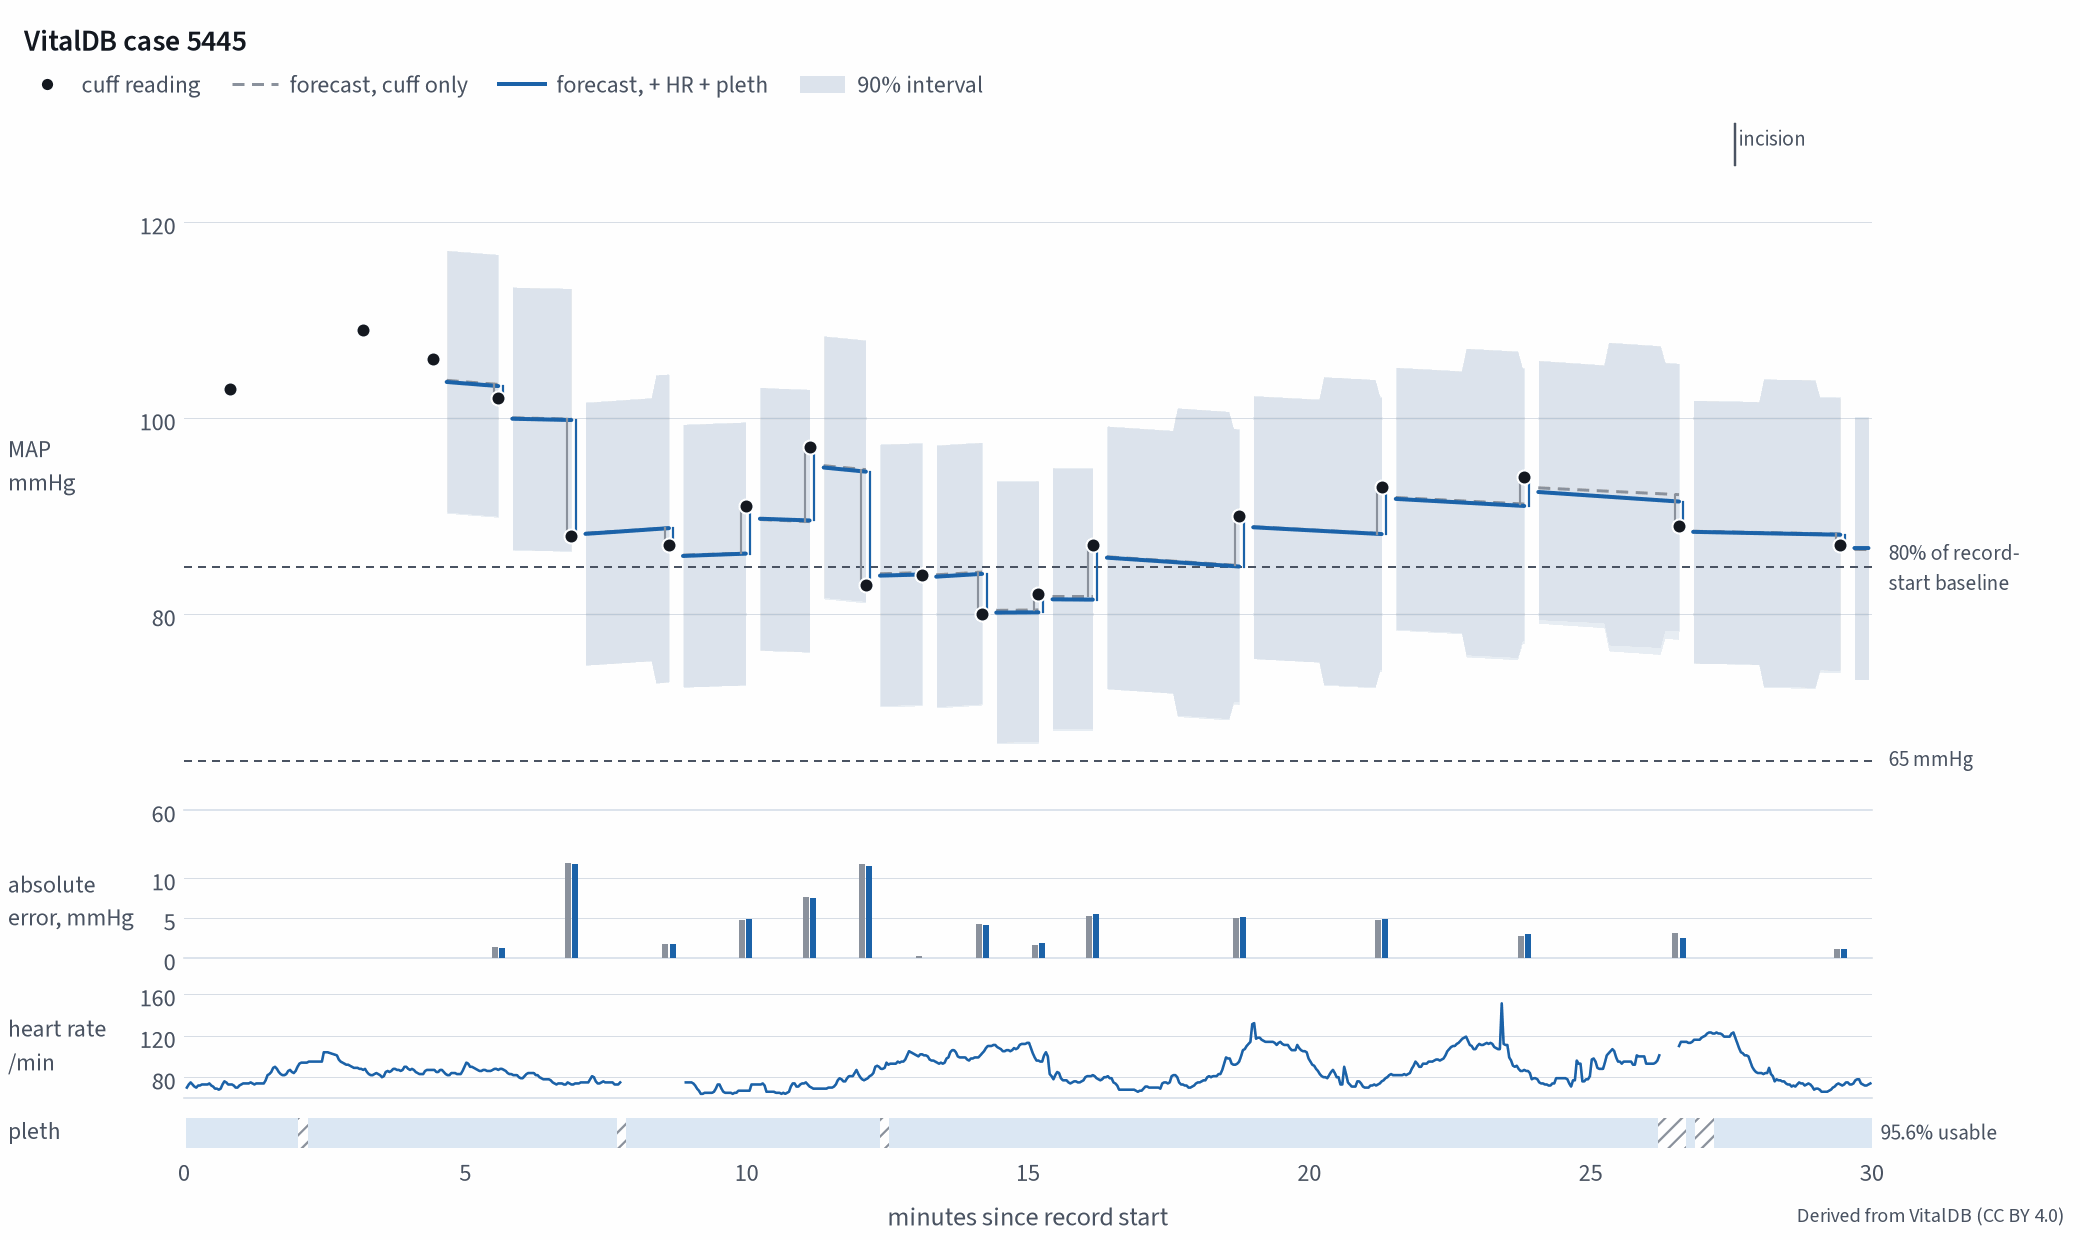 VitalDB case 5445
cuff reading
forecast, cuff only
forecast, + HR + pleth
90% interval
incision
120
100
80
60
MAP
mmHg
80% of record-
start baseline
65 mmHg
absolute
error, mmHg
10
5
0
heart rate
/min
160
120
80
pleth
95.6% usable
0
5
10
15
20
25
30
minutes since record start
Derived from VitalDB (CC BY 4.0)